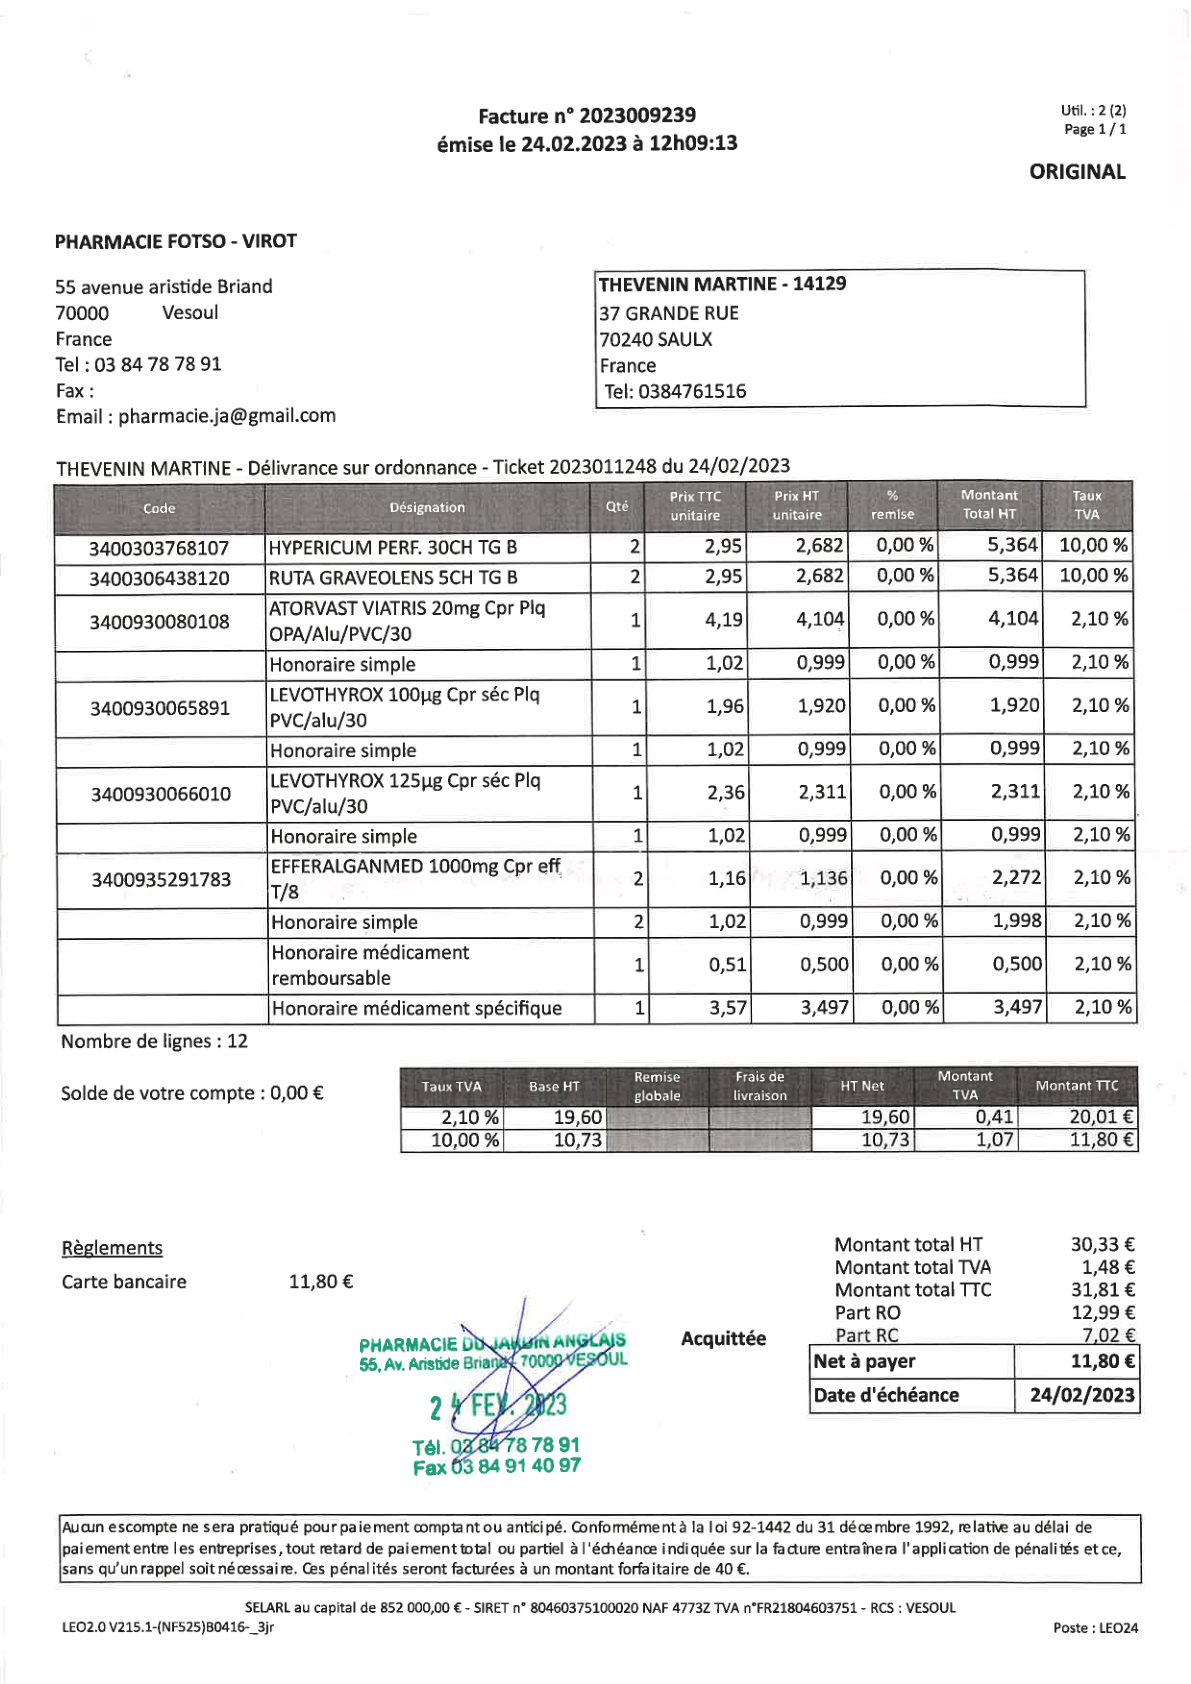 Facture n° 2023009239
émise le 24.02.2023 à 12h09:13
Util. : 2 (2)
Page 1 / 1
ORIGINAL
PHARMACIE FOTSO - VIROT
55 avenue aristide Briand
70000 Vesoul
France
Tel : 03 84 78 78 91
Fax :
Email : pharmacie.ja@gmail.com
THEVENIN MARTINE - 14129
37 GRANDE RUE
70240 SAULX
France
Tel: 0384761516
THEVENIN MARTINE - Délivrance sur ordonnance - Ticket 2023011248 du 24/02/2023
Code Désignation Qté Prix TTC unitaire Prix HT unitaire % remise Montant Total HT Taux TVA
3400303768107 HYPERICUM PERF. 30CH TG B 2 2,95 2,682 0,00 % 5,364 10,00 %
3400306438120 RUTA GRAVEOLENS 5CH TG B 2 2,95 2,682 0,00 % 5,364 10,00 %
3400930080108 ATORVAST VIATRIS 20mg Cpr Plq OPA/Alu/PVC/30 1 4,19 4,104 0,00 % 4,104 2,10 %
Honoraire simple 1 1,02 0,999 0,00 % 0,999 2,10 %
3400930065891 LEVOTHYROX 100µg Cpr séc Plq PVC/alu/30 1 1,96 1,920 0,00 % 1,920 2,10 %
Honoraire simple 1 1,02 0,999 0,00 % 0,999 2,10 %
3400930066010 LEVOTHYROX 125µg Cpr séc Plq PVC/alu/30 1 2,36 2,311 0,00 % 2,311 2,10 %
Honoraire simple 1 1,02 0,999 0,00 % 0,999 2,10 %
3400935291783 EFFERALGANMED 1000mg Cpr eff T/8 2 1,16 1,136 0,00 % 2,272 2,10 %
Honoraire simple 2 1,02 0,999 0,00 % 1,998 2,10 %
Honoraire médicament remboursable 1 0,51 0,500 0,00 % 0,500 2,10 %
Honoraire médicament spécifique 1 3,57 3,497 0,00 % 3,497 2,10 %
Nombre de lignes : 12
Solde de votre compte : 0,00 €
Taux TVA Base HT Remise globale Frais de livraison HT Net Montant TVA Montant TTC
2,10 % 19,60 19,60 0,41 20,01 €
10,00 % 10,73 10,73 1,07 11,80 €
Règlements
Carte bancaire 11,80 €
Montant total HT 30,33 €
Montant total TVA 1,48 €
Montant total TTC 31,81 €
Part RO 12,99 €
Part RC 7,02 €
Acquittée
Net à payer 11,80 €
Date d'échéance 24/02/2023
PHARMACIE DU JARDIN ANGLAIS
55, Av. Aristide Briand - 70000 VESOUL
24 FEV. 2023
Tél. 03 84 78 78 91
Fax 03 84 91 40 97
Aucun escompte ne sera pratiqué pour paiement comptant ou anticipé. Conformément à la loi 92-1442 du 31 décembre 1992, relative au délai de
paiement entre les entreprises, tout retard de paiement total ou partiel à l'échéance indiquée sur la facture entraînera l'application de pénalités et ce,
sans qu'un rappel soit nécessaire. Ces pénalités seront facturées à un montant forfaitaire de 40 €.
SELARL au capital de 852 000,00 € - SIRET n° 80460375100020 NAF 4773Z TVA n°FR21804603751 - RCS : VESOUL
LEO2.0 V215.1-(NF525)B0416-_3jr
Poste : LEO24